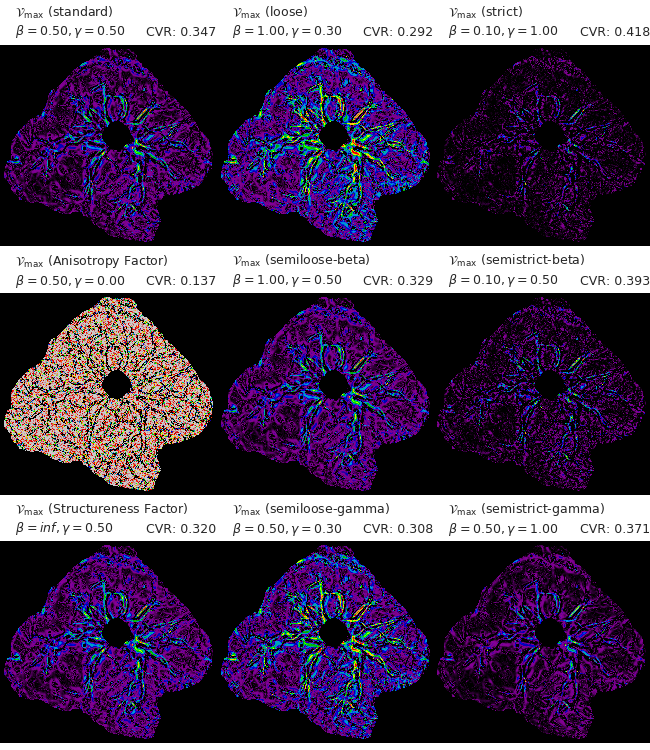 𝒱max (standard)
β = 0.50, γ = 0.50 CVR: 0.347
𝒱max (loose)
β = 1.00, γ = 0.30 CVR: 0.292
𝒱max (strict)
β = 0.10, γ = 1.00 CVR: 0.418
𝒱max (Anisotropy Factor)
β = 0.50, γ = 0.00 CVR: 0.137
𝒱max (semiloose-beta)
β = 1.00, γ = 0.50 CVR: 0.329
𝒱max (semistrict-beta)
β = 0.10, γ = 0.50 CVR: 0.393
𝒱max (Structureness Factor)
β = inf, γ = 0.50 CVR: 0.320
𝒱max (semiloose-gamma)
β = 0.50, γ = 0.30 CVR: 0.308
𝒱max (semistrict-gamma)
β = 0.50, γ = 1.00 CVR: 0.371